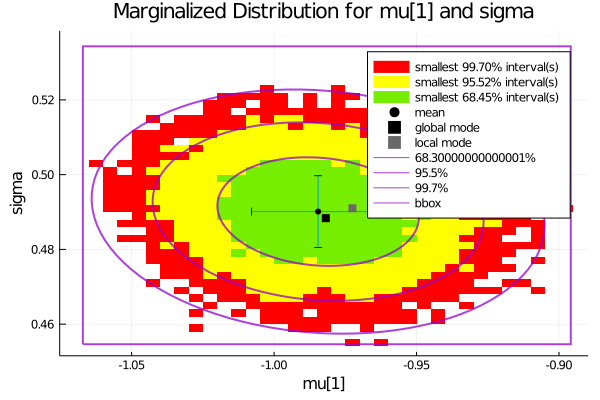 Marginalized Distribution for mu[1] and sigma
smallest 99.70% interval(s)
smallest 95.52% interval(s)
smallest 68.45% interval(s)
mean
global mode
local mode
68.30000000000001%
95.5%
99.7%
bbox
sigma
0.52
0.50
0.48
0.46
-1.05
-1.00
-0.95
-0.90
mu[1]